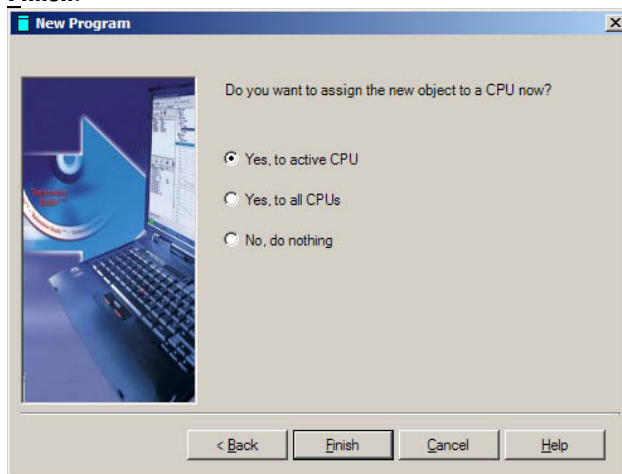 Finish.
New Program
Do you want to assign the new object to a CPU now?
Yes, to active CPU
Yes, to all CPUs
No, do nothing
< Back
Finish
Cancel
Help